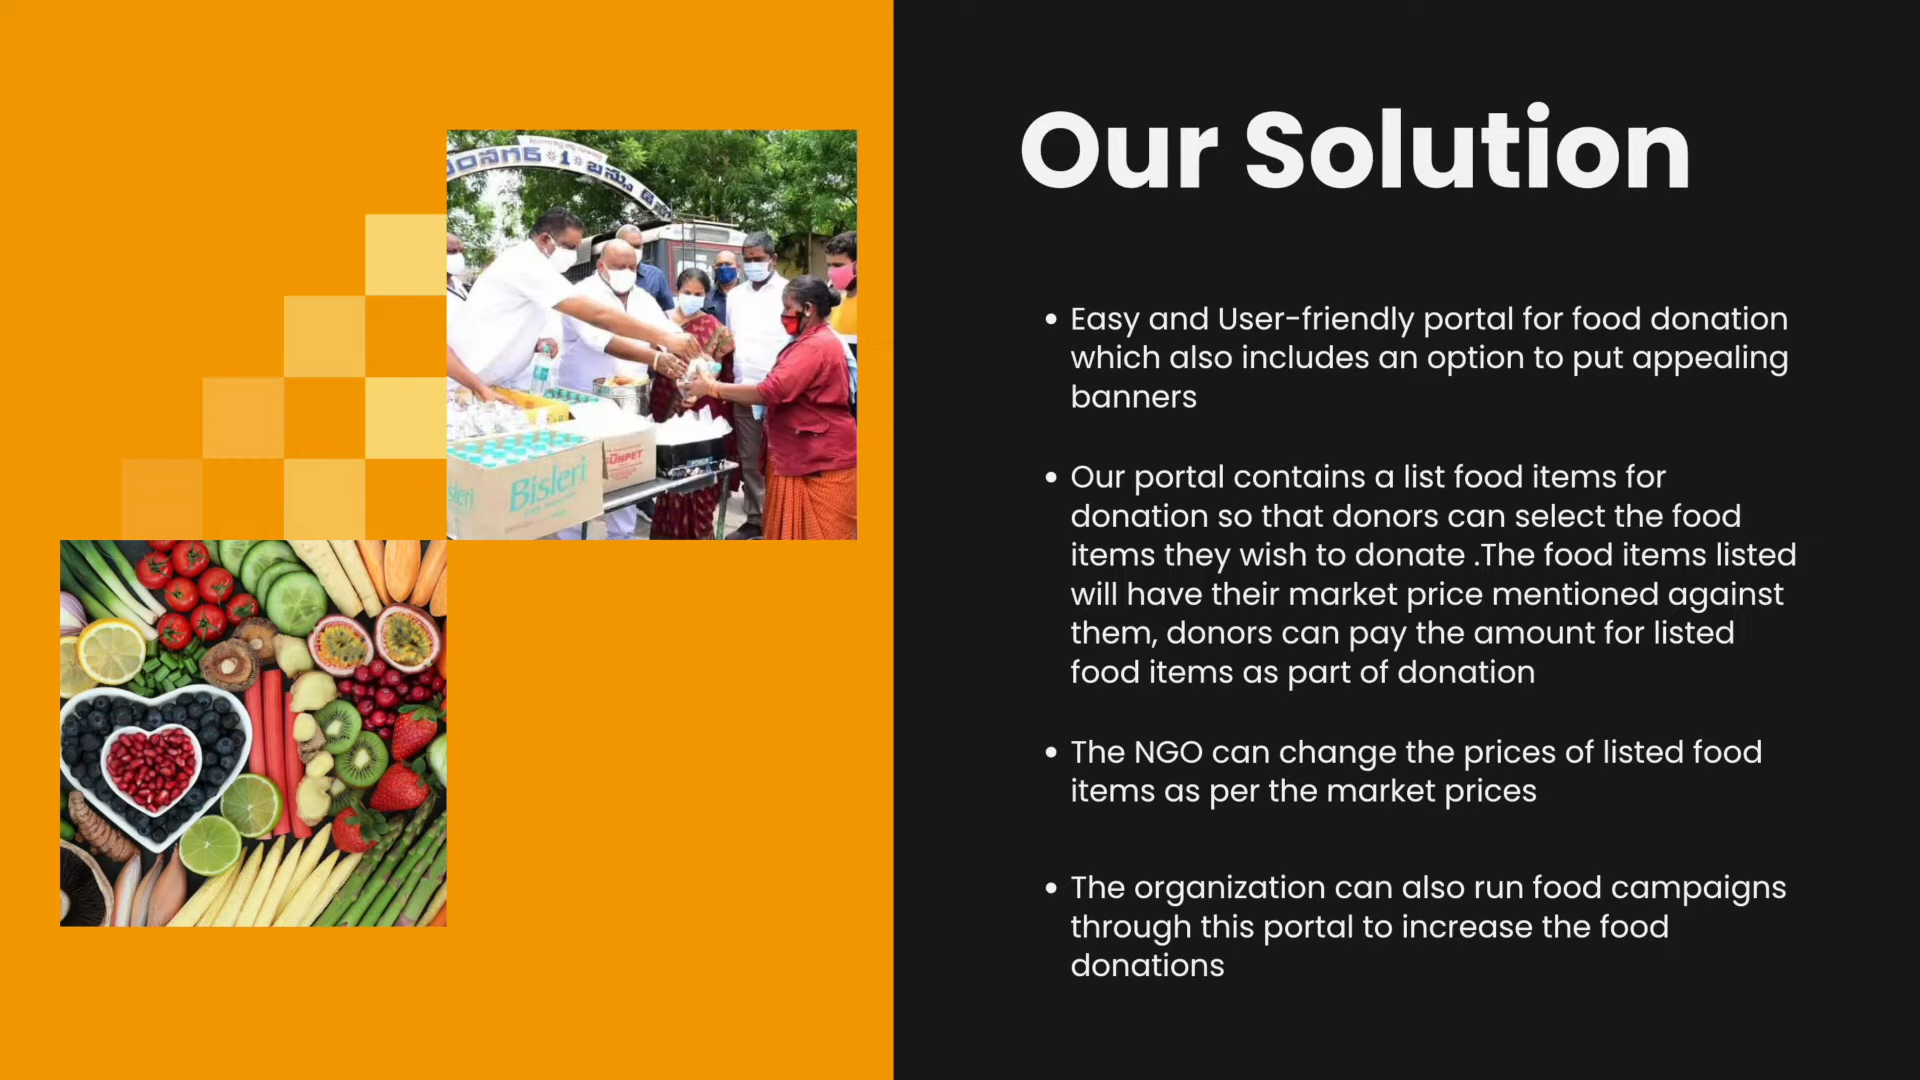 Our Solution
Easy and User-friendly portal for food donation
which also includes an option to put appealing
banners
Our portal contains a list food items for
donation so that donors can select the food
items they wish to donate .The food items listed
will have their market price mentioned against
them, donors can pay the amount for listed
food items as part of donation
The NGO can change the prices of listed food
items as per the market prices
The organization can also run food campaigns
through this portal to increase the food
donations
1
Bisleri
SUNPET